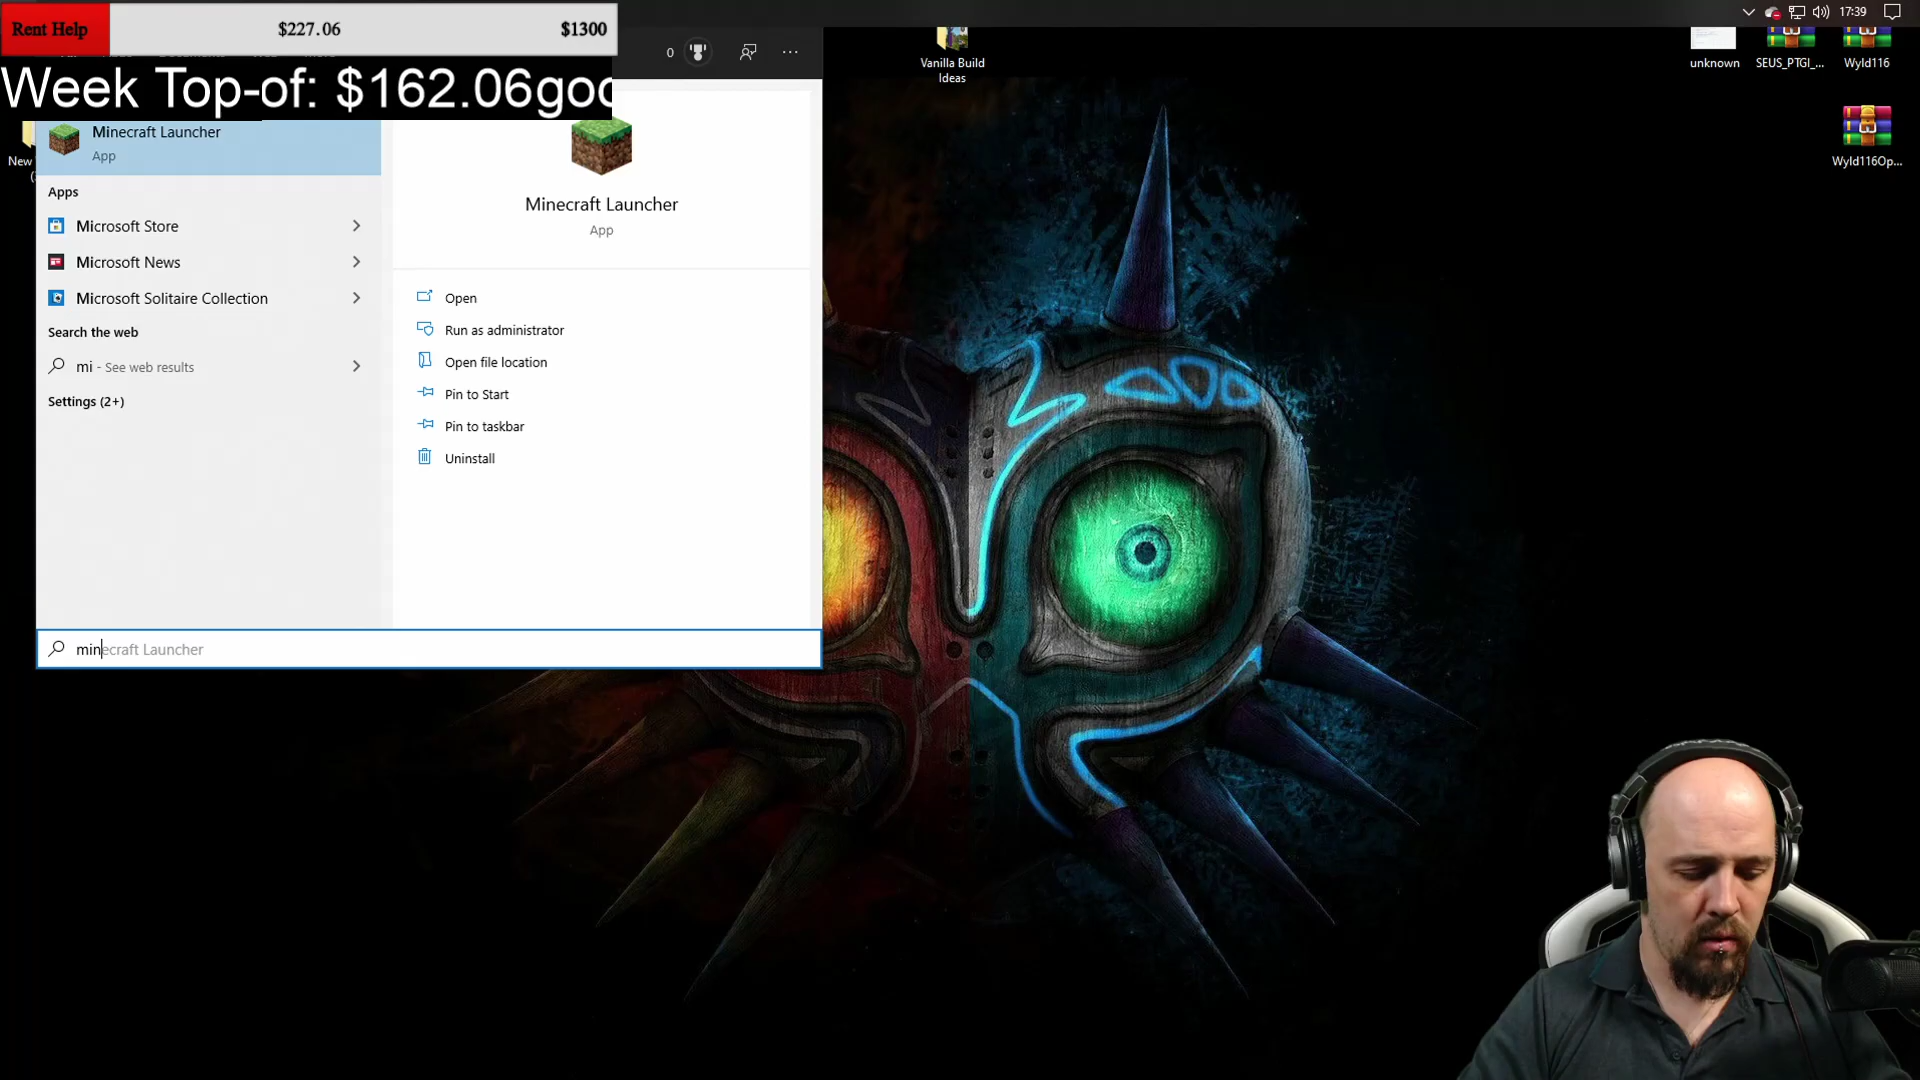 Rent Help $227.06 $1300
Week Top-of: $162.06goo
0
17:39
Vanilla Build
Ideas
unknown
SEUS_PTGI_...
Wyld116
Wyld116Op...
New
Minecraft Launcher
App
Apps
Microsoft Store
Microsoft News
Microsoft Solitaire Collection
Search the web
mi - See web results
Settings (2+)
Minecraft Launcher
App
Open
Run as administrator
Open file location
Pin to Start
Pin to taskbar
Uninstall
minecraft Launcher